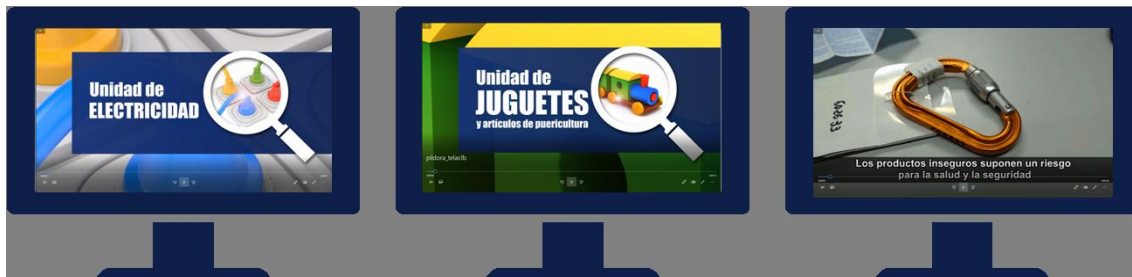 Unidad de
ELECTRICIDAD
Unidad de
JUGUETES
y artículos de puericultura
pildora_telas1b
Los productos inseguros suponen un riesgo
para la salud y la seguridad